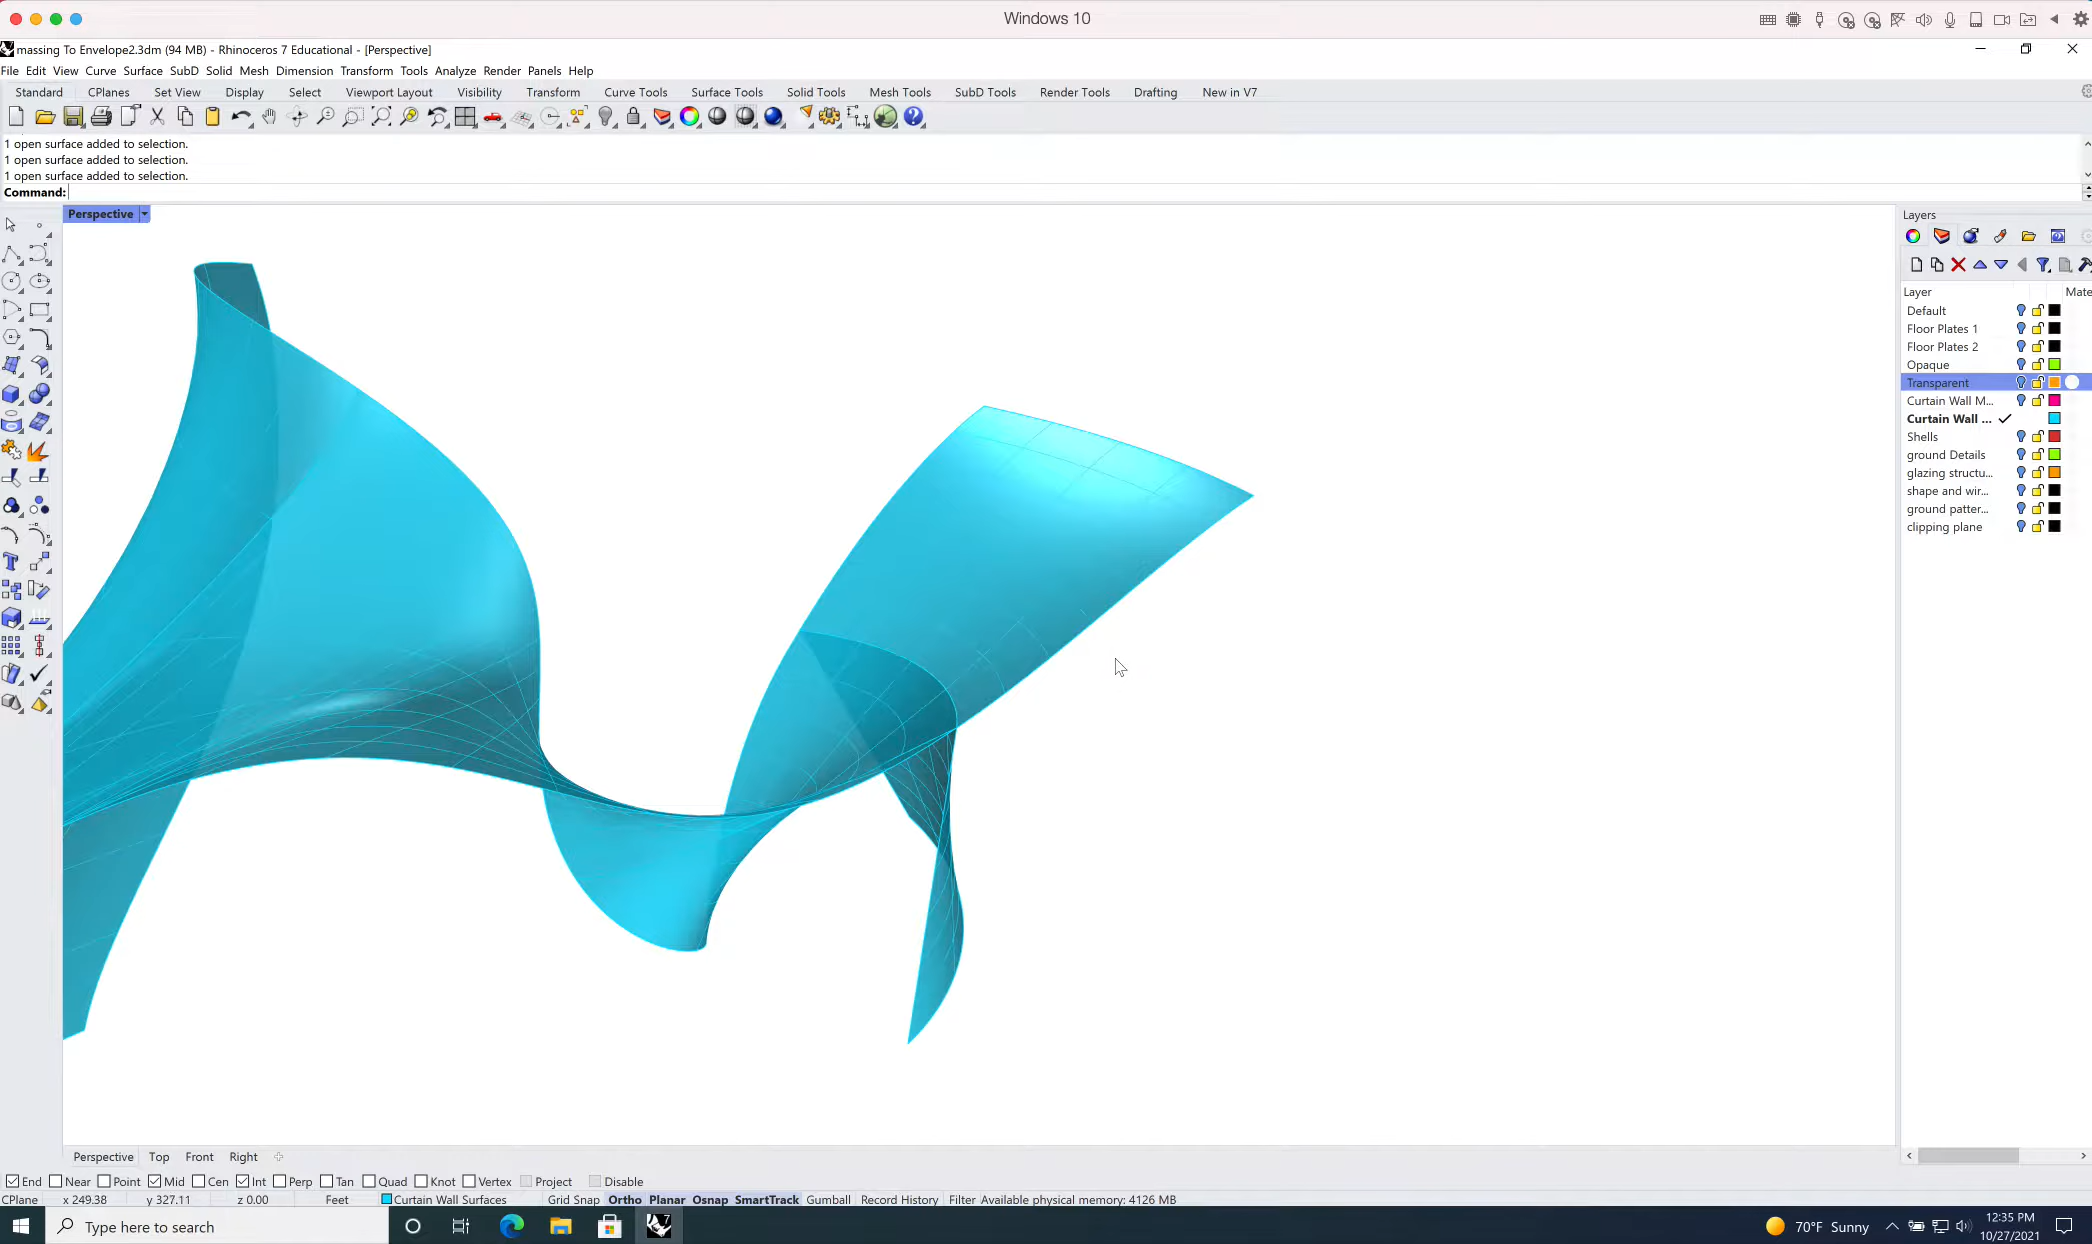 Windows 10
massing To Envelope2.3dm (94 MB) - Rhinoceros 7 Educational - [Perspective]
File Edit View Curve Surface SubD Solid Mesh Dimension Transform Tools Analyze Render Panels Help
Standard CPlanes Set View Display Select Viewport Layout Visibility Transform Curve Tools Surface Tools Solid Tools Mesh Tools SubD Tools Render Tools Drafting New in V7
1 open surface added to selection.
1 open surface added to selection.
1 open surface added to selection.
Command:
Perspective
Layers
Layer Mate
Default
Floor Plates 1
Floor Plates 2
Opaque
Transparent
Curtain Wall M...
Curtain Wall ...
Shells
ground Details
glazing structu...
shape and wir...
ground patter...
clipping plane
Perspective Top Front Right
End Near Point Mid Cen Int Perp Tan Quad Knot Vertex Project Disable
CPlane x 249.38 y 327.11 z 0.00 Feet Curtain Wall Surfaces Grid Snap Ortho Planar Osnap SmartTrack Gumball Record History Filter Available physical memory: 4126 MB
Type here to search
70°F Sunny
12:35 PM
10/27/2021